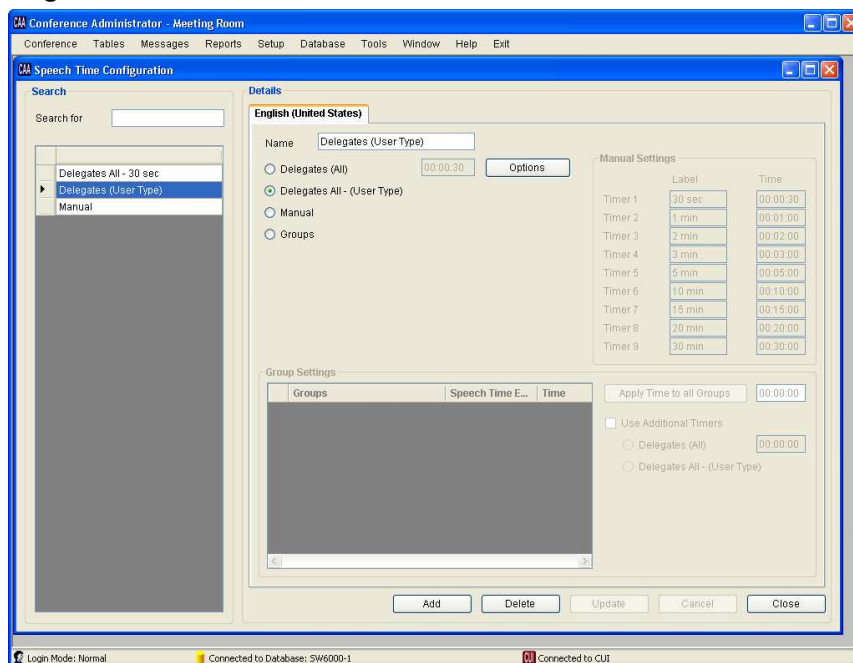 CAA Conference Administrator - Meeting Room
Conference Tables Messages Reports Setup Database Tools Window Help Exit
CAA Speech Time Configuration
Search
Search for
Delegates All - 30 sec
Delegates (User Type)
Manual
Details
English (United States)
Name Delegates (User Type)
Delegates (All) 00:00:30 Options
Delegates All - (User Type)
Manual
Groups
Manual Settings
Label Time
Timer 1 30 sec 00:00:30
Timer 2 1 min 00:01:00
Timer 3 2 min 00:02:00
Timer 4 3 min 00:03:00
Timer 5 5 min 00:05:00
Timer 6 10 min 00:10:00
Timer 7 15 min 00:15:00
Timer 8 20 min 00:20:00
Timer 9 30 min 00:30:00
Group Settings
Groups Speech Time E... Time
Apply Time to all Groups 00:00:00
Use Additional Timers
Delegates (All) 00:00:00
Delegates All - (User Type)
Add Delete Update Cancel Close
Login Mode: Normal Connected to Database: SW6000-1 CUI Connected to CUI